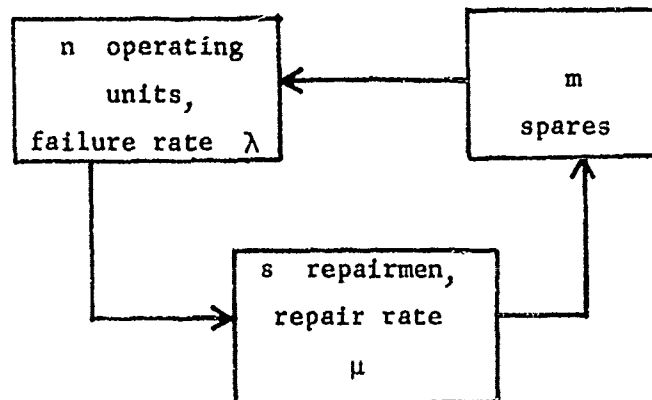 n operating
units,
failure rate λ
m
spares
s repairmen,
repair rate
μ